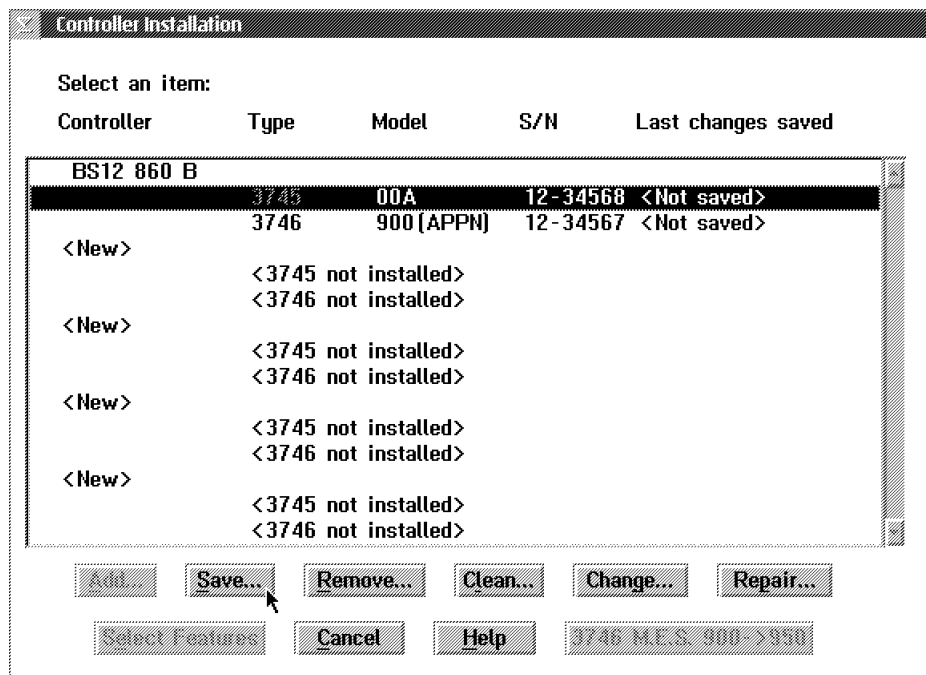 Controller Installation
Select an item:
Controller Type Model S/N Last changes saved
BS12 860 B
3745 00A 12-34568 <Not saved>
3746 900(APPN) 12-34567 <Not saved>
<New>
<3745 not installed>
<3746 not installed>
<New>
<3745 not installed>
<3746 not installed>
<New>
<3745 not installed>
<3746 not installed>
<New>
<3745 not installed>
<3746 not installed>
Add... Save... Remove... Clean... Change... Repair...
Select Features Cancel Help 3746 M.E.S. 900->950